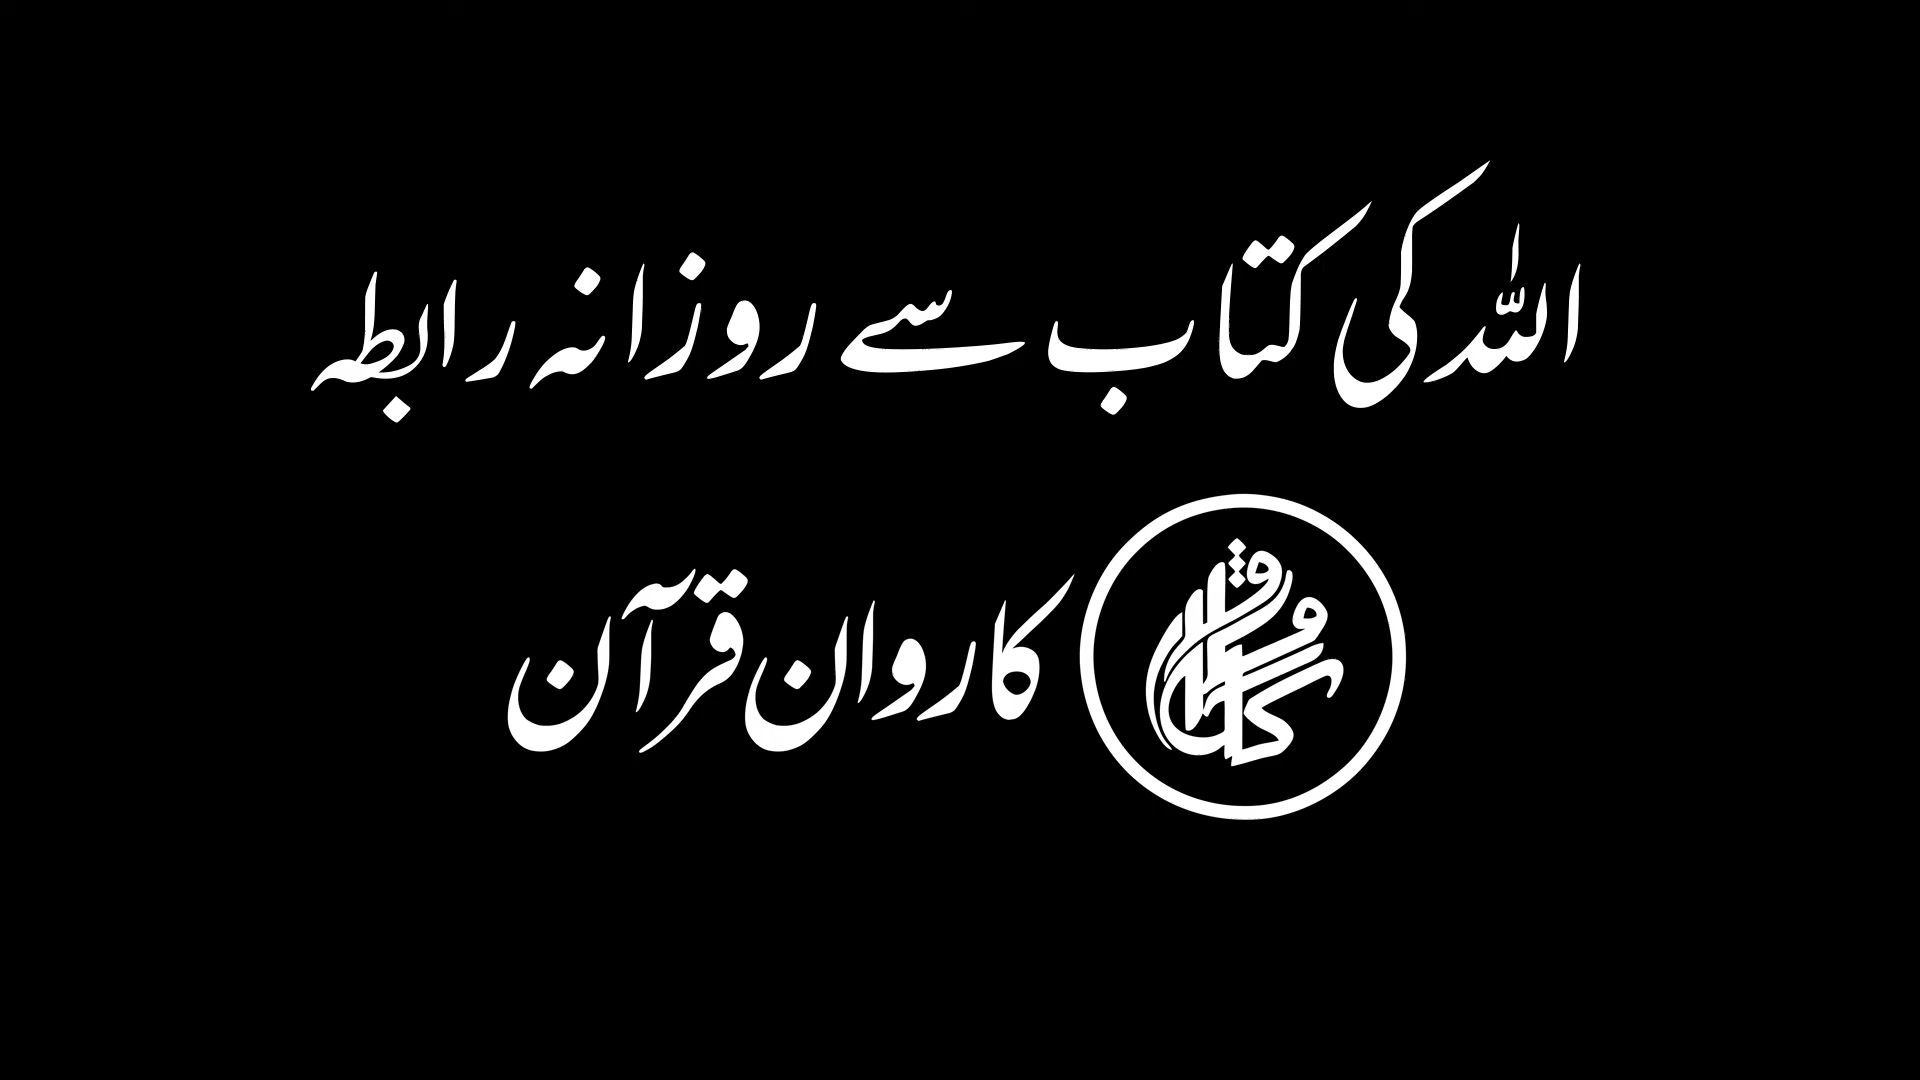 اللہ کی کتاب سے روزانہ رابطہ
کاروان قرآن